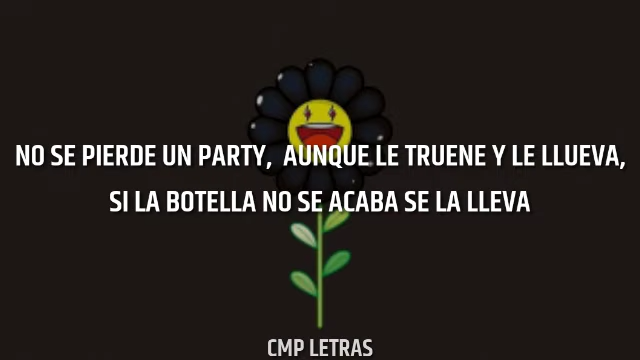 NO SE PIERDE UN PARTY, AUNQUE LE TRUENE Y LE LLUEVA,
SI LA BOTELLA NO SE ACABA SE LA LLEVA
CMP LETRAS